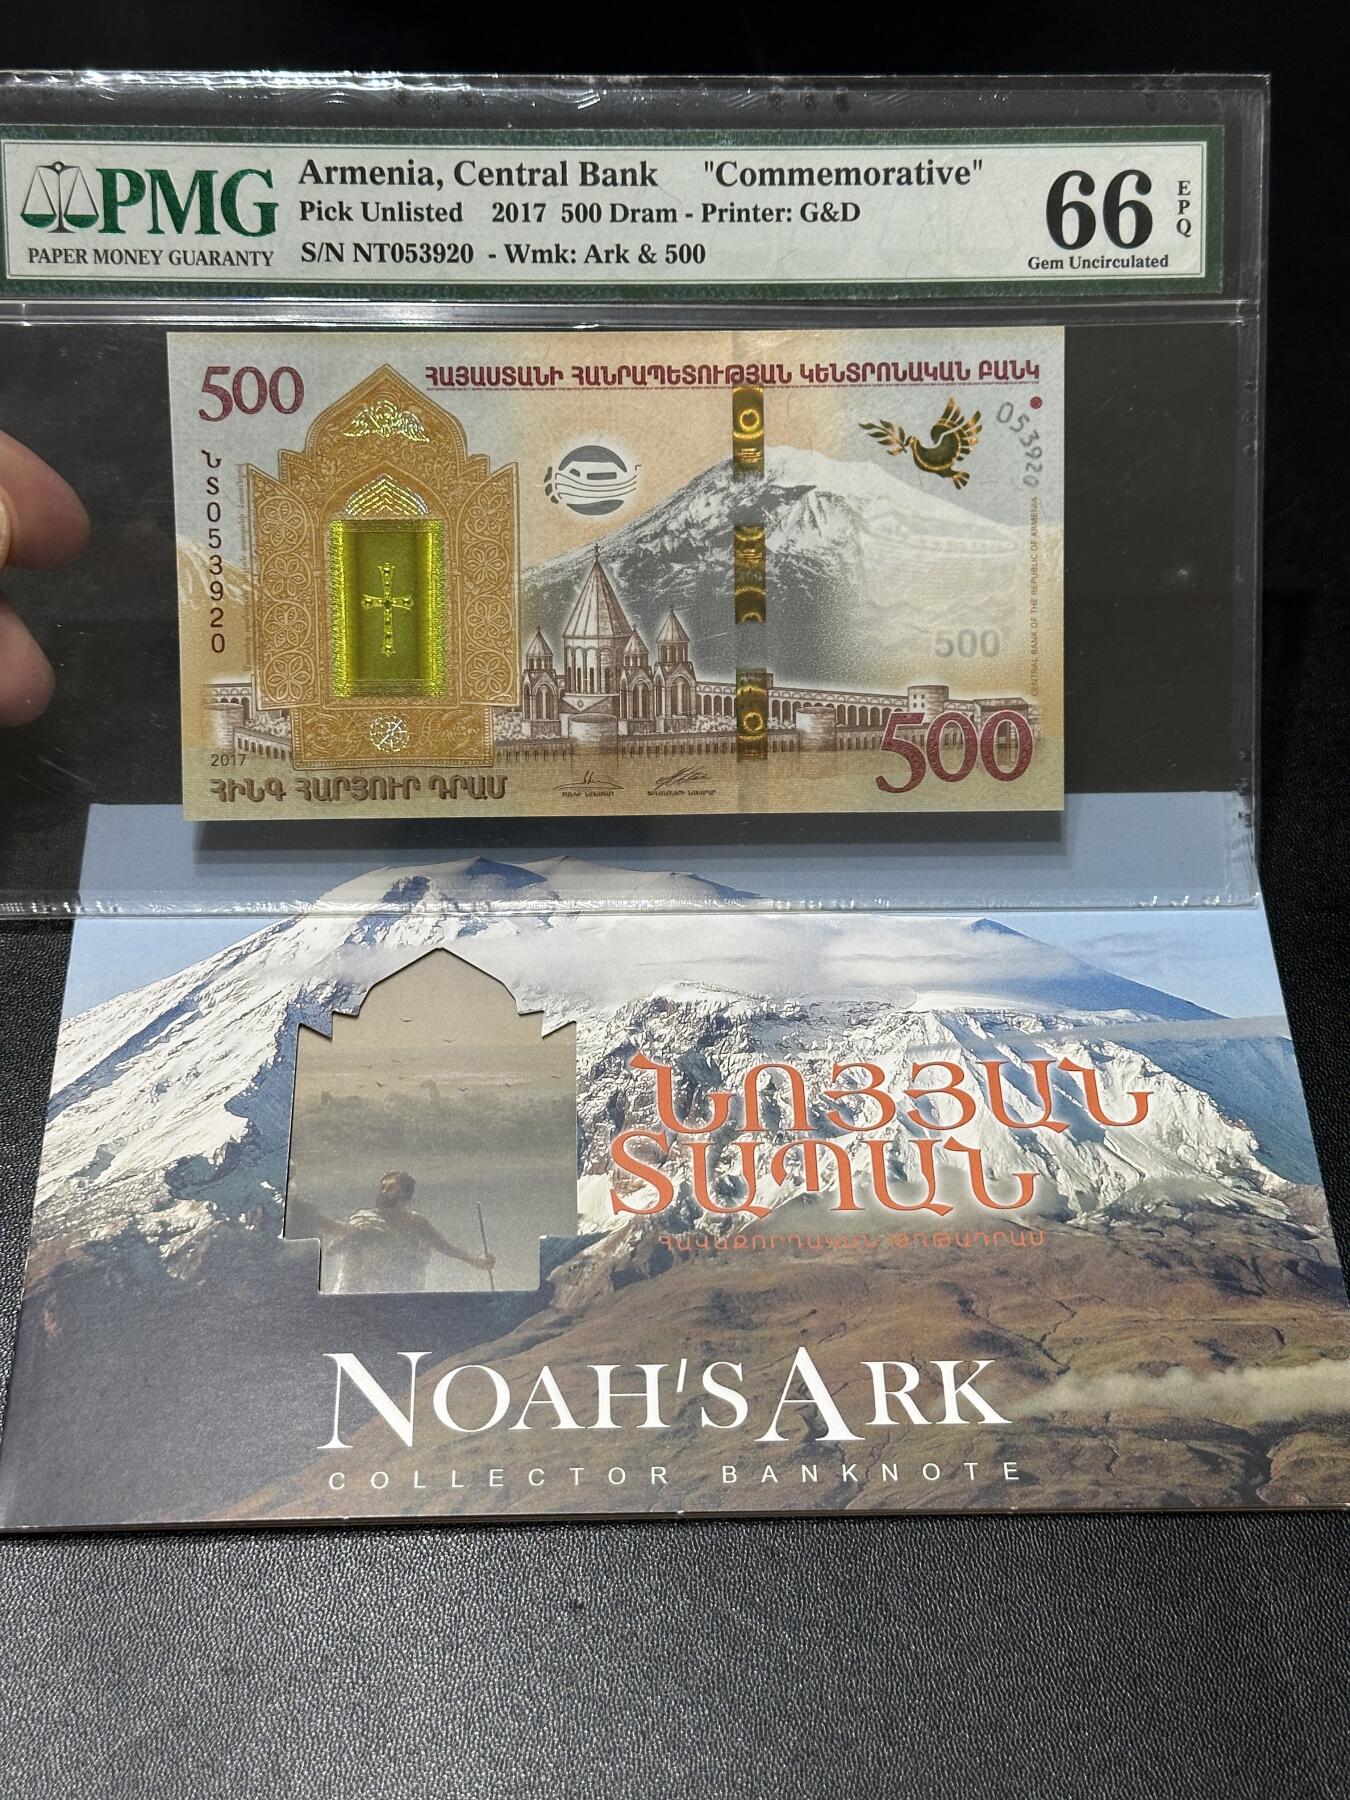 PMG
PAPER MONEY GUARANTY
Armenia, Central Bank "Commemorative"
Pick Unlisted 2017 500 Dram - Printer: G&D
S/N NT053920 - Wmk: Ark & 500
66
EPQ
Gem Uncirculated
500
ՀԱՅԱՍՏԱՆԻ ՀԱՆՐԱՊԵՏՈՒԹՅԱՆ ԿԵՆՏՐՈՆԱԿԱՆ ԲԱՆԿ
053920
ՆՏ053920
CENTRAL BANK OF THE REPUBLIC OF ARMENIA
500
500
2017
ՀԻՆԳ ՀԱՐՅՈՒՐ ԴՐԱՄ
ՆՈՅՅԱՆ
ՏԱՊԱՆ
ՀԱՎԱՔՈՐԴԱԿԱՆ ԹՂԹԱԴՐԱՄ
NOAH'S ARK
COLLECTOR BANKNOTE